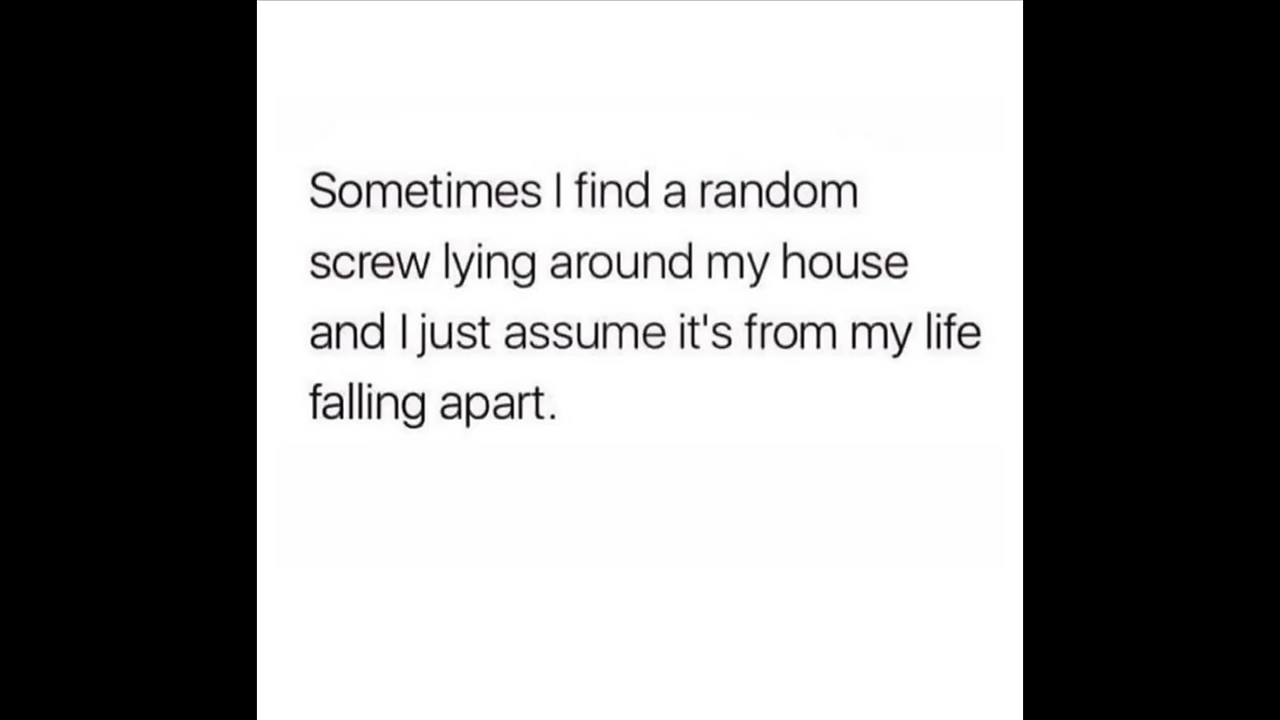 Sometimes I find a random
screw lying around my house
and I just assume it's from my life
falling apart.